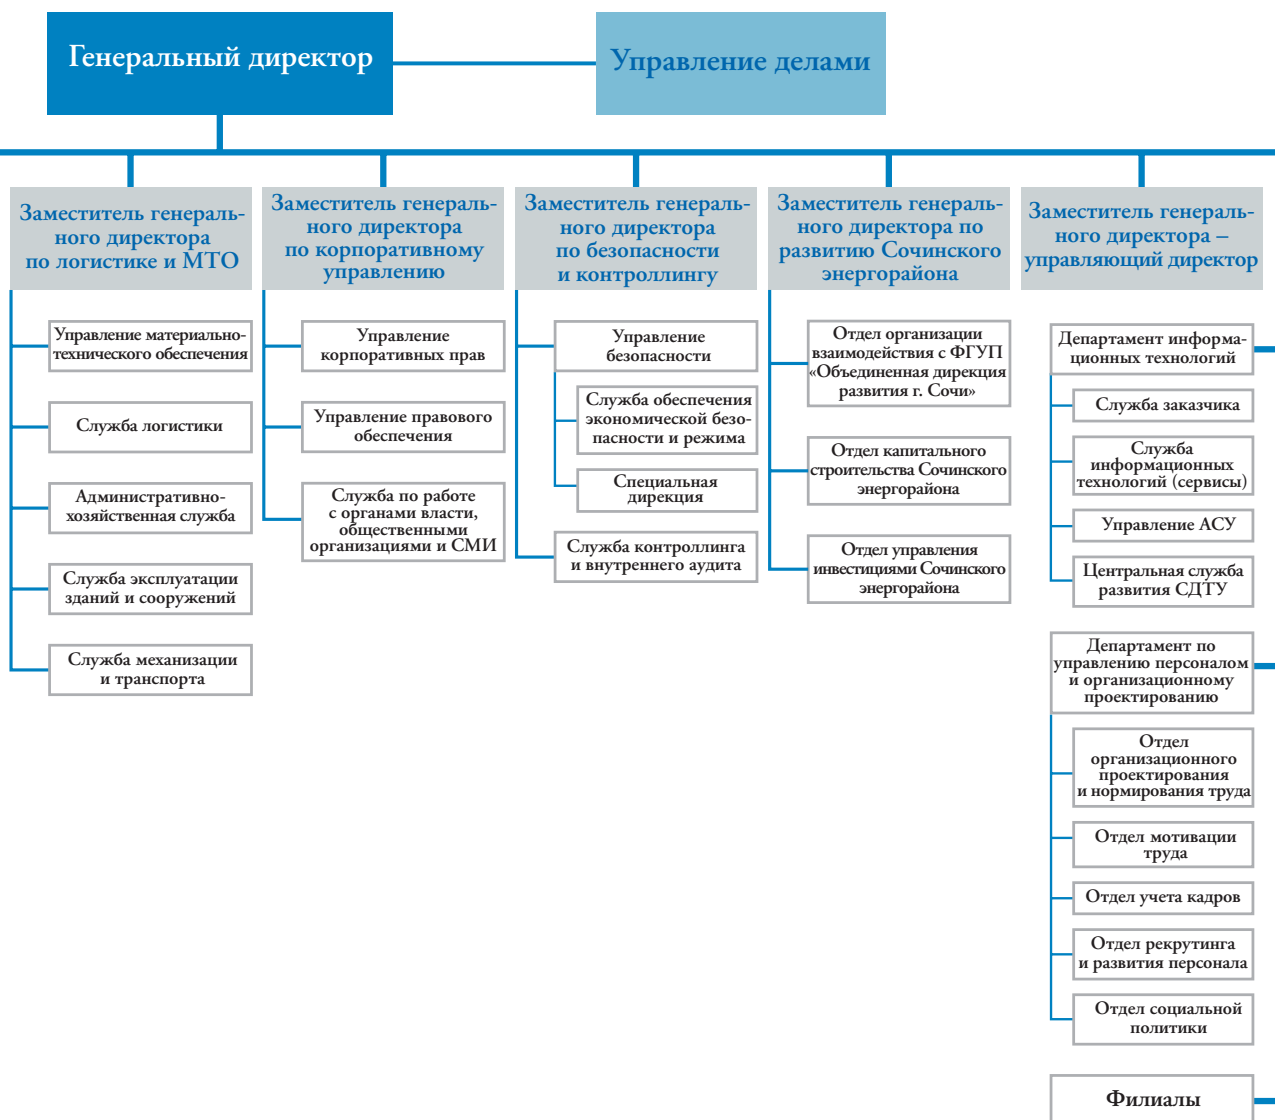 Генеральный директор
Управление делами
Заместитель генераль-
ного директора
по логистике и МТО
Управление материально-
технического обеспечения
Служба логистики
Административно-
хозяйственная служба
Служба эксплуатации
зданий и сооружений
Служба механизации
и транспорта
Заместитель генераль-
ного директора
по корпоративному
управлению
Управление
корпоративных прав
Управление правового
обеспечения
Служба по работе
с органами власти,
общественными
организациями и СМИ
Заместитель генераль-
ного директора
по безопасности
и контроллингу
Управление
безопасности
Служба обеспечения
экономической безо-
пасности и режима
Специальная
дирекция
Служба контроллинга
и внутреннего аудита
Заместитель генераль-
ного директора по
развитию Сочинского
энергорайона
Отдел организации
взаимодействия с ФГУП
«Объединенная дирекция
развития г. Сочи»
Отдел капитального
строительства Сочинского
энергорайона
Отдел управления
инвестициями Сочинского
энергорайона
Заместитель генераль-
ного директора –
управляющий директор
Департамент информа-
ционных технологий
Служба заказчика
Служба
информационных
технологий (сервисы)
Управление АСУ
Центральная служба
развития СДТУ
Департамент по
управлению персоналом
и организационному
проектированию
Отдел
организационного
проектирования
и нормирования труда
Отдел мотивации
труда
Отдел учета кадров
Отдел рекрутинга
и развития персонала
Отдел социальной
политики
Филиалы